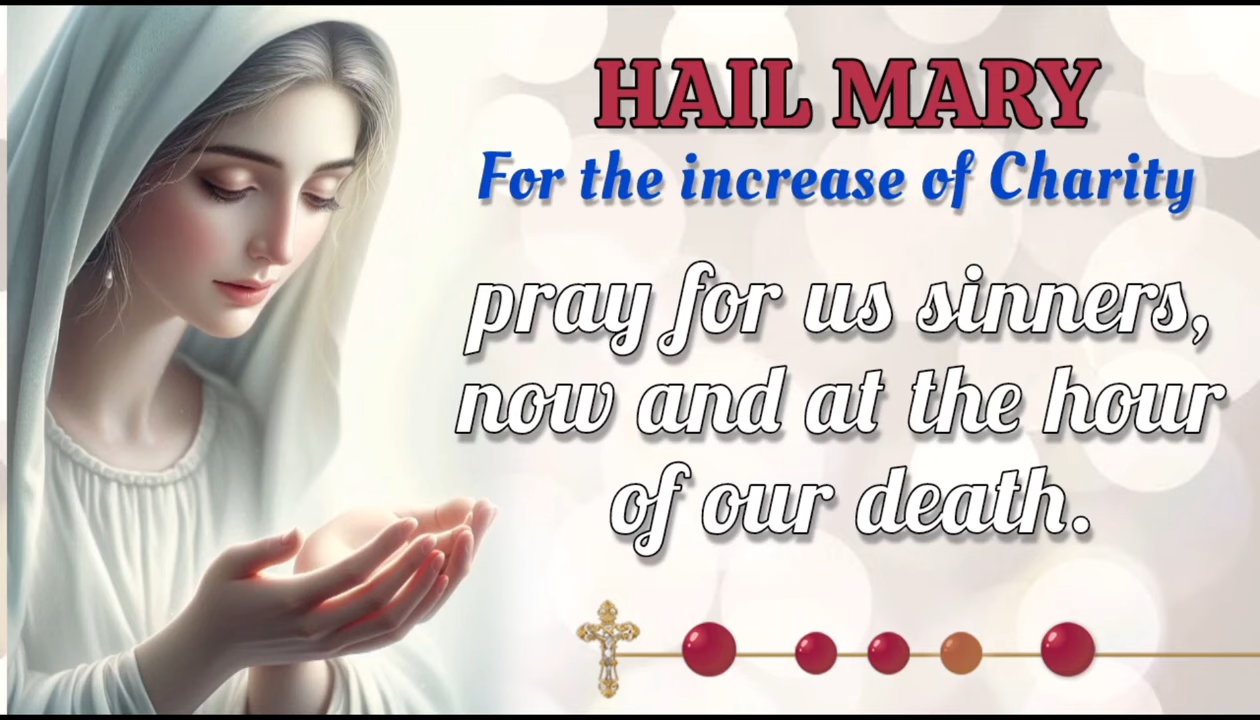 HAIL MARY
For the increase of Charity
pray for us sinners,
now and at the hour
of our death.